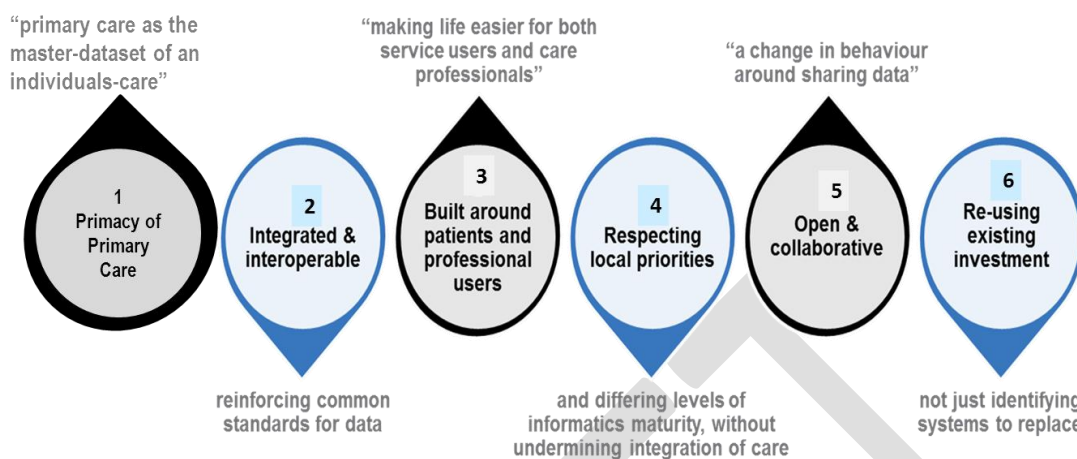 “primary care as the
master-dataset of an
individuals-care”
“making life easier for both
service users and care
professionals”
“a change in behaviour
around sharing data”
1
Primacy of
Primary
Care
2
Integrated &
interoperable
3
Built around
patients and
professional
users
4
Respecting
local priorities
5
Open &
collaborative
6
Re-using
existing
investment
reinforcing common
standards for data
and differing levels of
informatics maturity, without
undermining integration of care
not just identifying
systems to replace